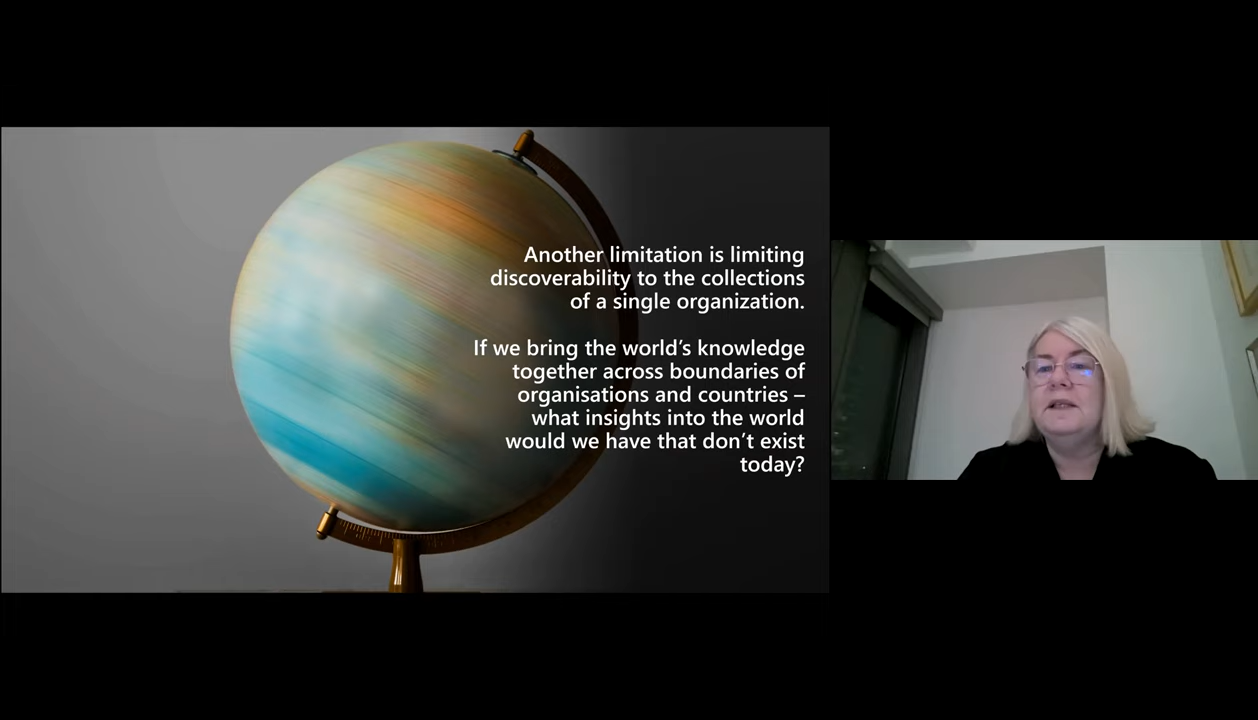 Another limitation is limiting
discoverability to the collections
of a single organization.
If we bring the world’s knowledge
together across boundaries of
organisations and countries –
what insights into the world
would we have that don’t exist
today?